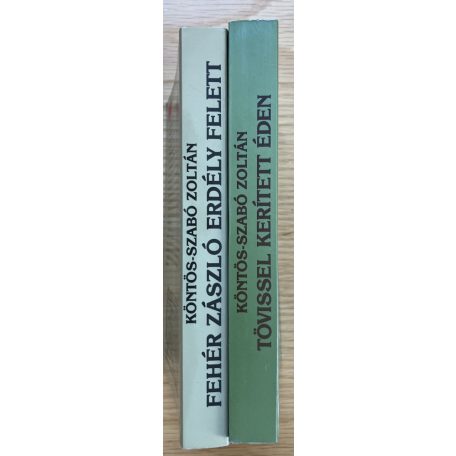 KÖNTÖS-SZABÓ ZOLTÁN
FEHÉR ZÁSZLÓ ERDÉLY FELETT
KÖNTÖS-SZABÓ ZOLTÁN
TÖVISSEL KERÍTETT ÉDEN